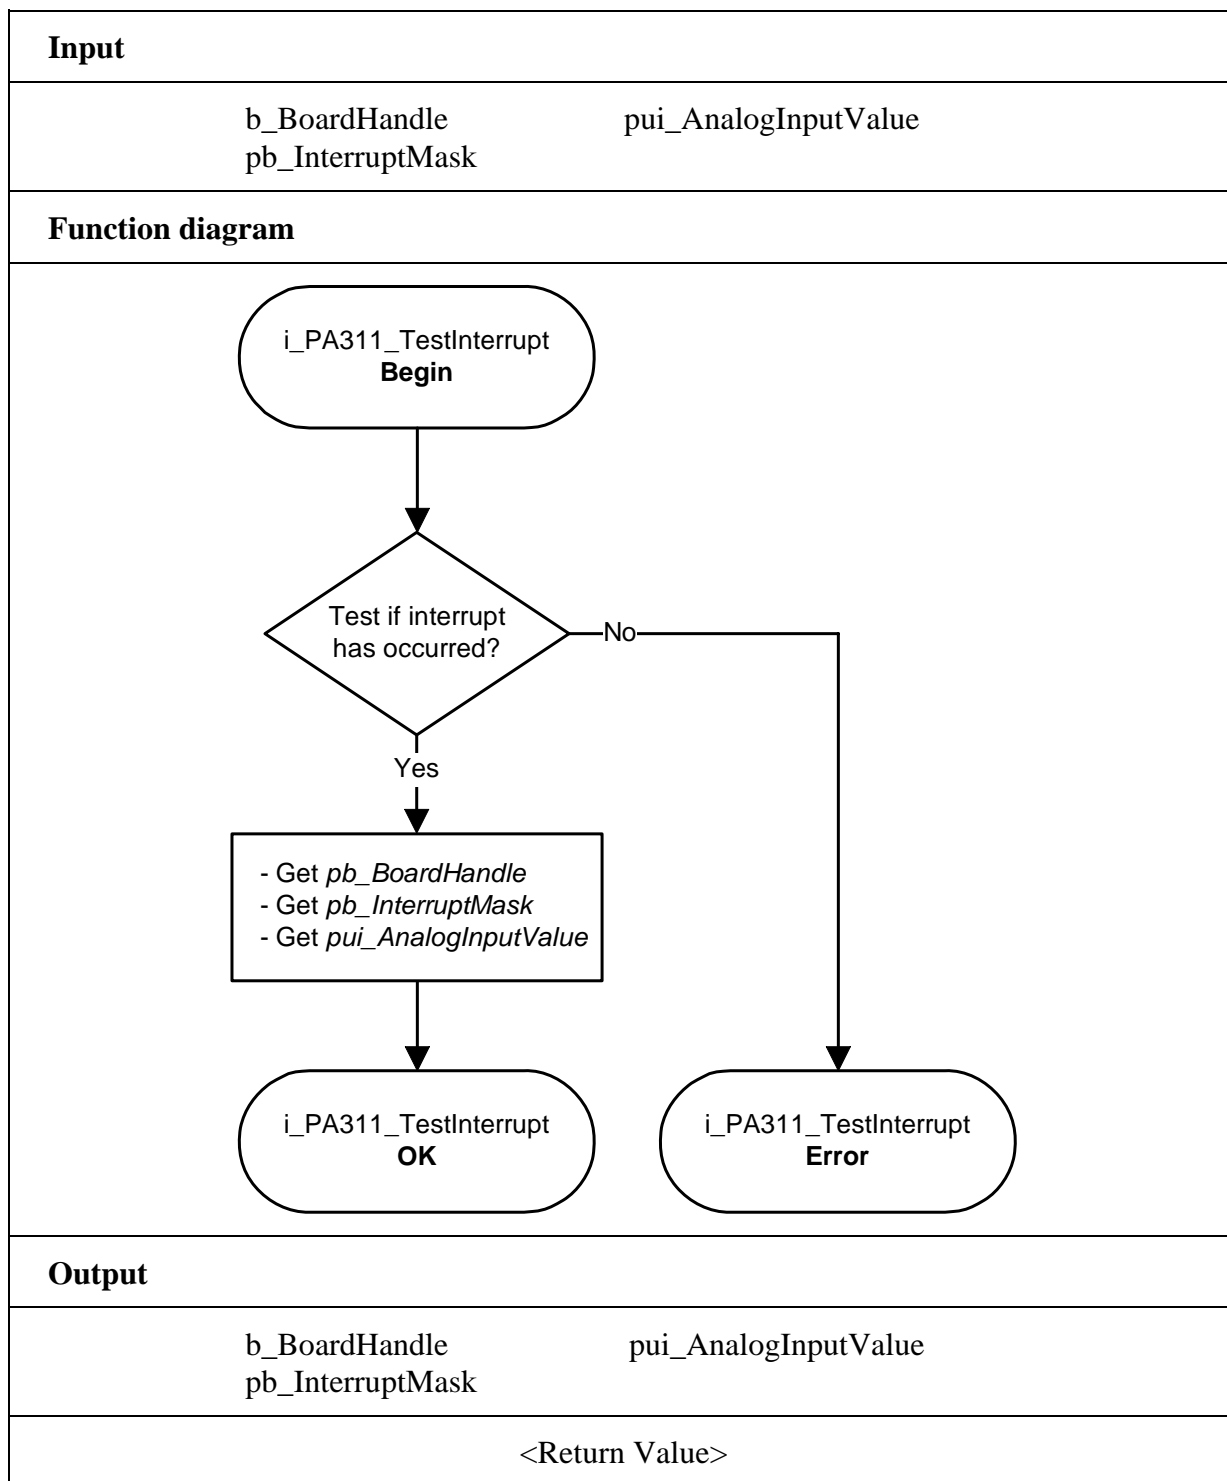 Input
b_BoardHandle pui_AnalogInputValue
pb_InterruptMask
Function diagram
i_PA311_TestInterrupt
Begin
Test if interrupt
has occurred?
No
Yes
- Get pb_BoardHandle
- Get pb_InterruptMask
- Get pui_AnalogInputValue
i_PA311_TestInterrupt
OK
i_PA311_TestInterrupt
Error
Output
b_BoardHandle pui_AnalogInputValue
pb_InterruptMask
<Return Value>